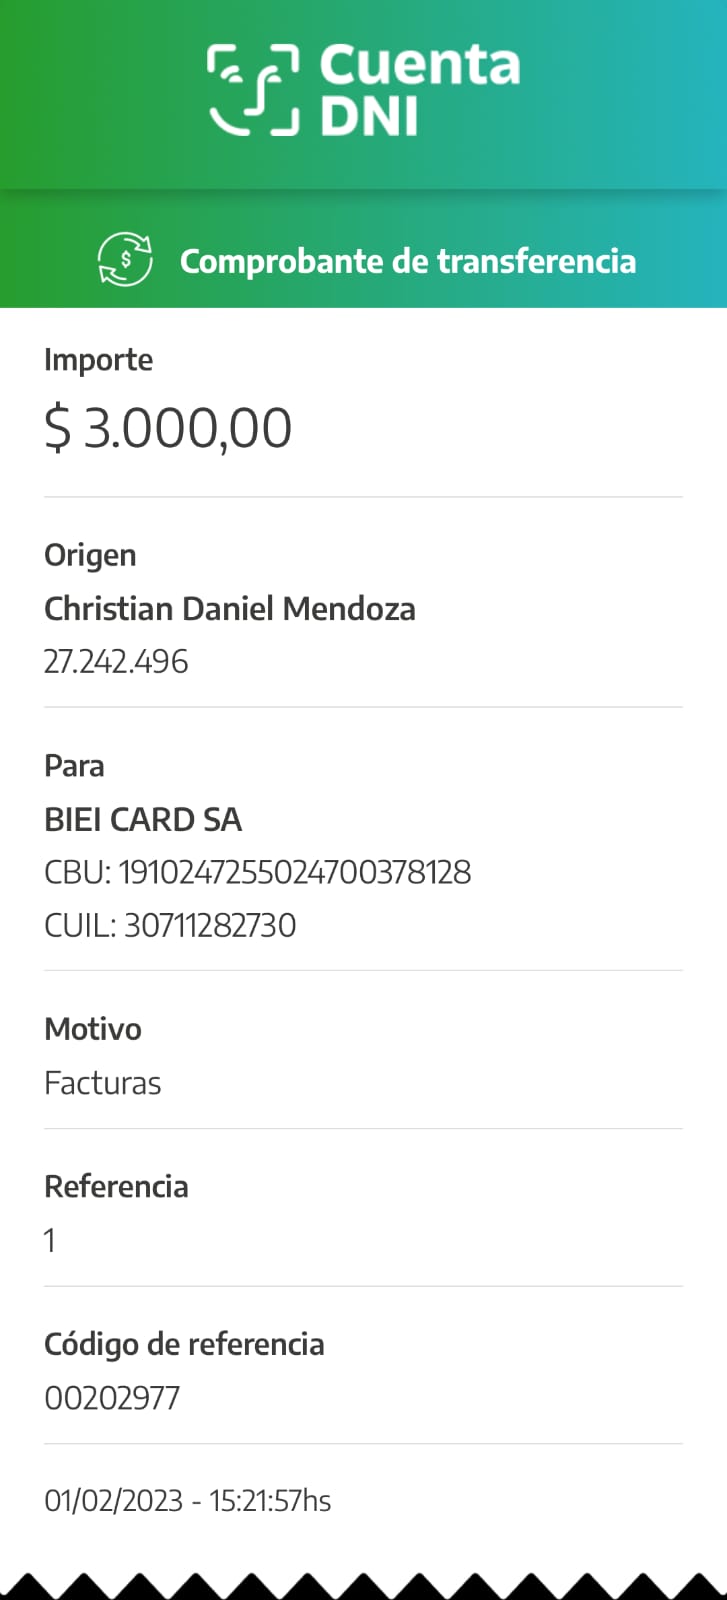 Cuenta
DNI
$
Comprobante de transferencia
Importe
$ 3.000,00
Origen
Christian Daniel Mendoza
27.242.496
Para
BIEI CARD SA
CBU: 1910247255024700378128
CUIL: 30711282730
Motivo
Facturas
Referencia
1
Código de referencia
00202977
01/02/2023 - 15:21:57hs